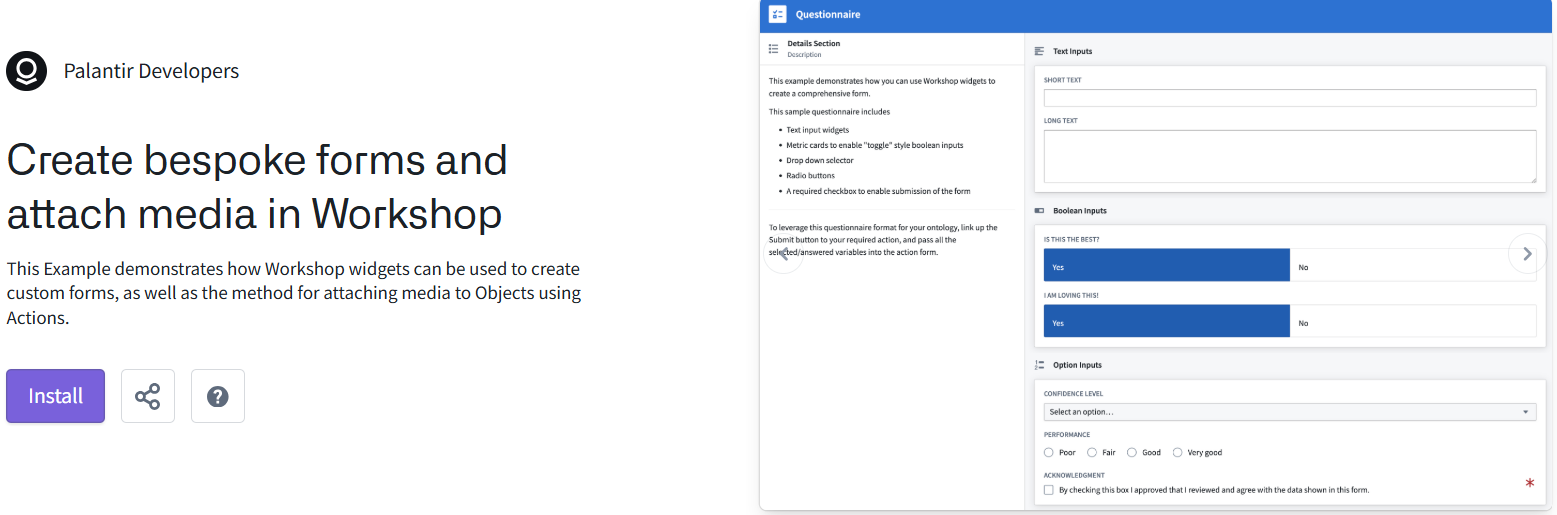 Palantir Developers
Create bespoke forms and
attach media in Workshop
This Example demonstrates how Workshop widgets can be used to create
custom forms, as well as the method for attaching media to Objects using
Actions.
Install
Questionnaire
Details Section
Description
This example demonstrates how you can use Workshop widgets to
create a comprehensive form.
This sample questionnaire includes
• Text input widgets
• Metric cards to enable "toggle" style boolean inputs
• Drop down selector
• Radio buttons
• A required checkbox to enable submission of the form
To leverage this questionnaire format for your ontology, link up the
Submit button to your required action, and pass all the
selected/answered variables into the action form.
Text Inputs
SHORT TEXT
LONG TEXT
Boolean Inputs
IS THIS THE BEST?
Yes No
I AM LOVING THIS!
Yes No
Option Inputs
CONFIDENCE LEVEL
Select an option...
PERFORMANCE
Poor Fair Good Very good
ACKNOWLEDGMENT
By checking this box I approved that I reviewed and agree with the data shown in this form. *